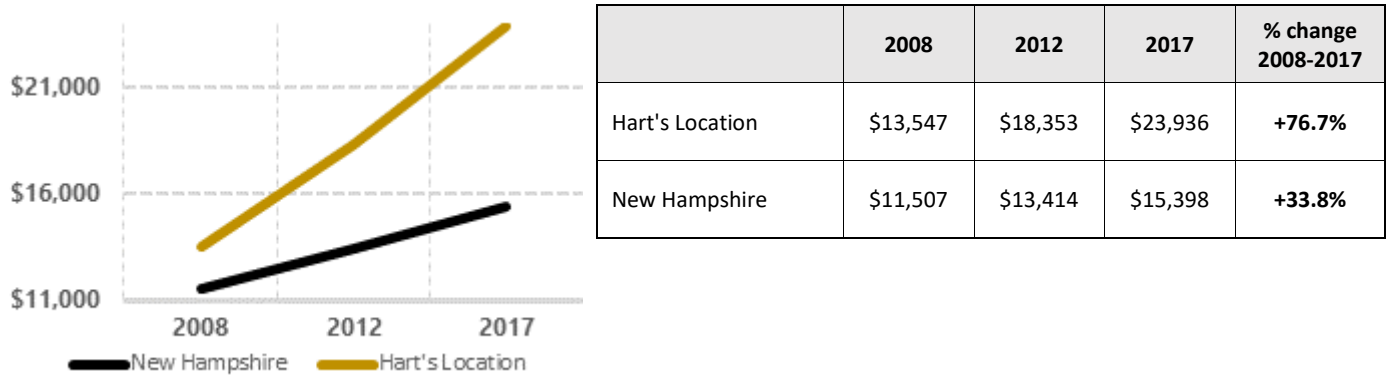 $21,000
$16,000
$11,000
2008 2012 2017
New Hampshire Hart's Location
2008 2012 2017 % change
2008-2017
Hart's Location $13,547 $18,353 $23,936 +76.7%
New Hampshire $11,507 $13,414 $15,398 +33.8%